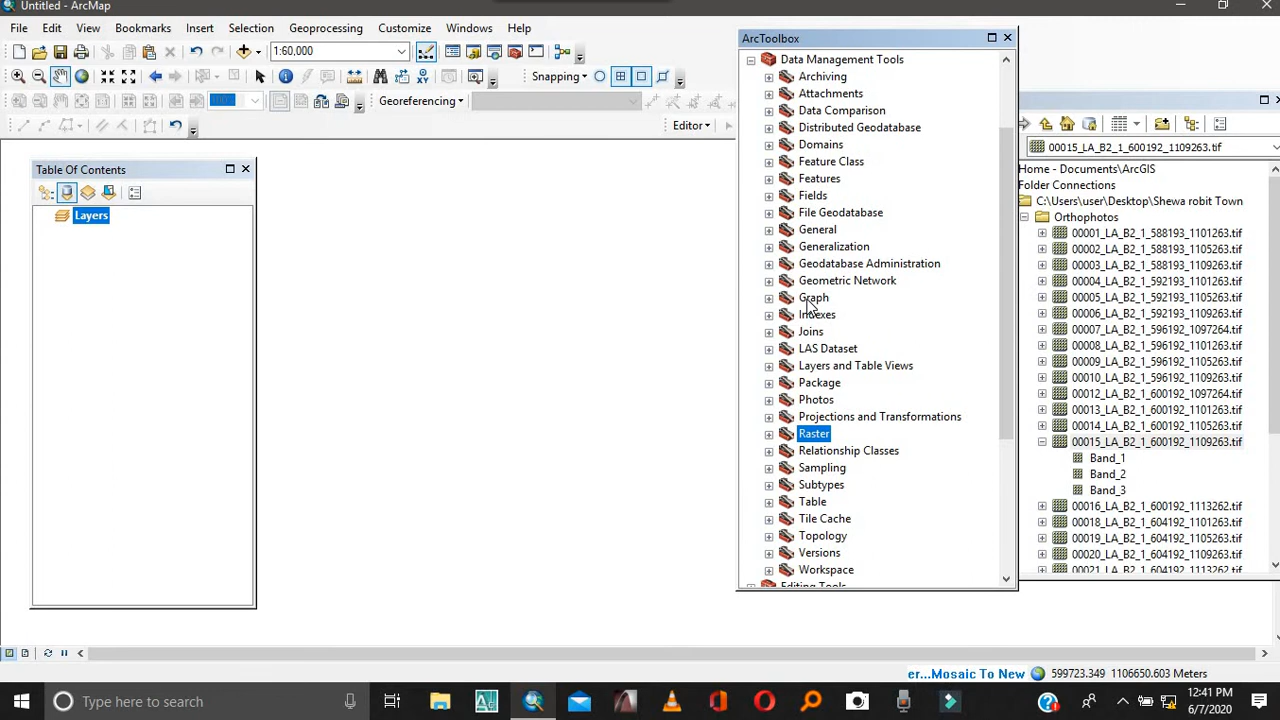 Untitled - ArcMap
File Edit View Bookmarks Insert Selection Geoprocessing Customize Windows Help
1:60,000
Snapping
Georeferencing
Editor
Table Of Contents
Layers
ArcToolbox
Data Management Tools
Archiving
Attachments
Data Comparison
Distributed Geodatabase
Domains
Feature Class
Features
Fields
File Geodatabase
General
Generalization
Geodatabase Administration
Geometric Network
Graph
Indexes
Joins
LAS Dataset
Layers and Table Views
Package
Photos
Projections and Transformations
Raster
Relationship Classes
Sampling
Subtypes
Table
Tile Cache
Topology
Versions
Workspace
Editing Tools
00015_LA_B2_1_600192_1109263.tif
Home - Documents\ArcGIS
Folder Connections
C:\Users\user\Desktop\Shewa robit Town
Orthophotos
00001_LA_B2_1_588193_1101263.tif
00002_LA_B2_1_588193_1105263.tif
00003_LA_B2_1_588193_1109263.tif
00004_LA_B2_1_592193_1101263.tif
00005_LA_B2_1_592193_1105263.tif
00006_LA_B2_1_592193_1109263.tif
00007_LA_B2_1_596192_1097264.tif
00008_LA_B2_1_596192_1101263.tif
00009_LA_B2_1_596192_1105263.tif
00010_LA_B2_1_596192_1109263.tif
00012_LA_B2_1_600192_1097264.tif
00013_LA_B2_1_600192_1101263.tif
00014_LA_B2_1_600192_1105263.tif
00015_LA_B2_1_600192_1109263.tif
Band_1
Band_2
Band_3
00016_LA_B2_1_600192_1113262.tif
00018_LA_B2_1_604192_1101263.tif
00019_LA_B2_1_604192_1105263.tif
00020_LA_B2_1_604192_1109263.tif
00021_LA_B2_1_604192_1113262.tif
er...Mosaic To New
599723.349 1106650.603 Meters
Type here to search
12:41 PM
6/7/2020